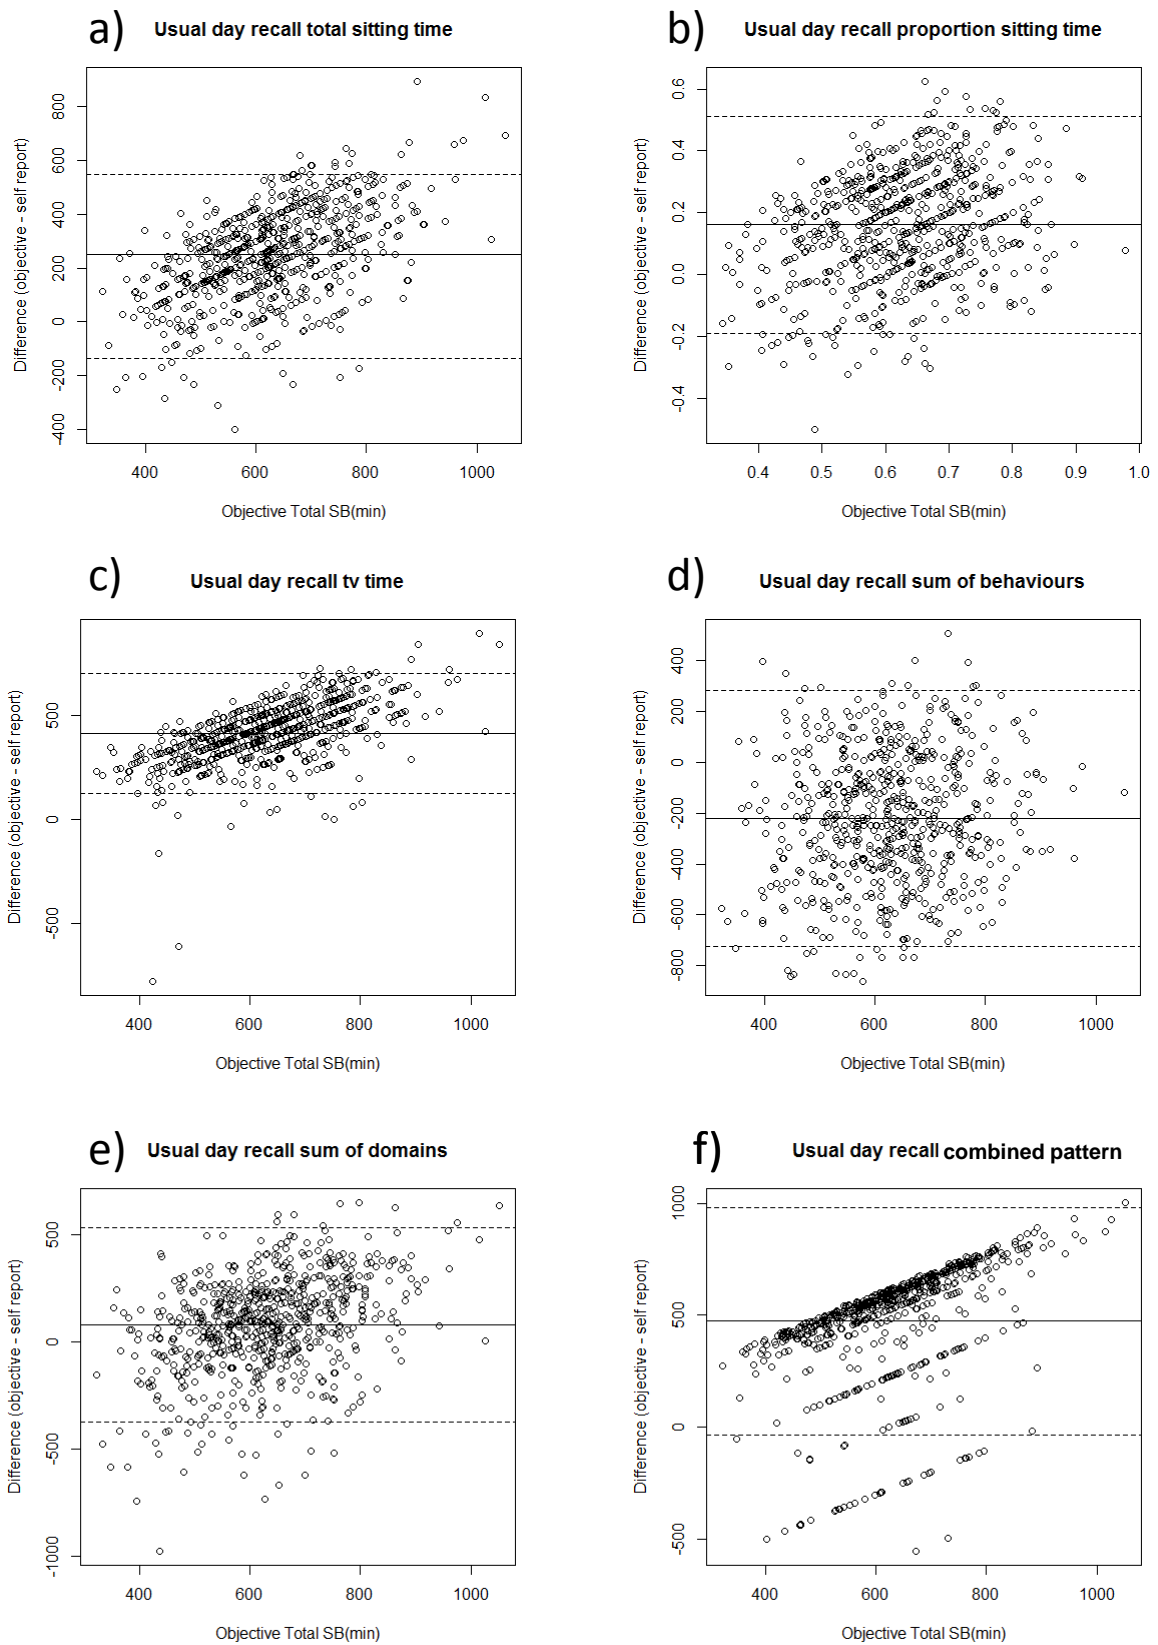 a) Usual day recall total sitting time
Difference (objective - self report)
800
600
400
200
0
-200
-400
400 600 800 1000
Objective Total SB(min)
b) Usual day recall proportion sitting time
Difference (objective - self report)
0.6
0.4
0.2
0.0
-0.2
-0.4
0.4 0.5 0.6 0.7 0.8 0.9 1.0
Objective Total SB(min)
c) Usual day recall tv time
Difference (objective - self report)
500
0
-500
400 600 800 1000
Objective Total SB(min)
d) Usual day recall sum of behaviours
Difference (objective - self report)
400
200
0
-200
-400
-600
-800
400 600 800 1000
Objective Total SB(min)
e) Usual day recall sum of domains
Difference (objective - self report)
500
0
-500
-1000
400 600 800 1000
Objective Total SB(min)
f) Usual day recall combined pattern
Difference (objective - self report)
1000
500
0
-500
400 600 800 1000
Objective Total SB(min)